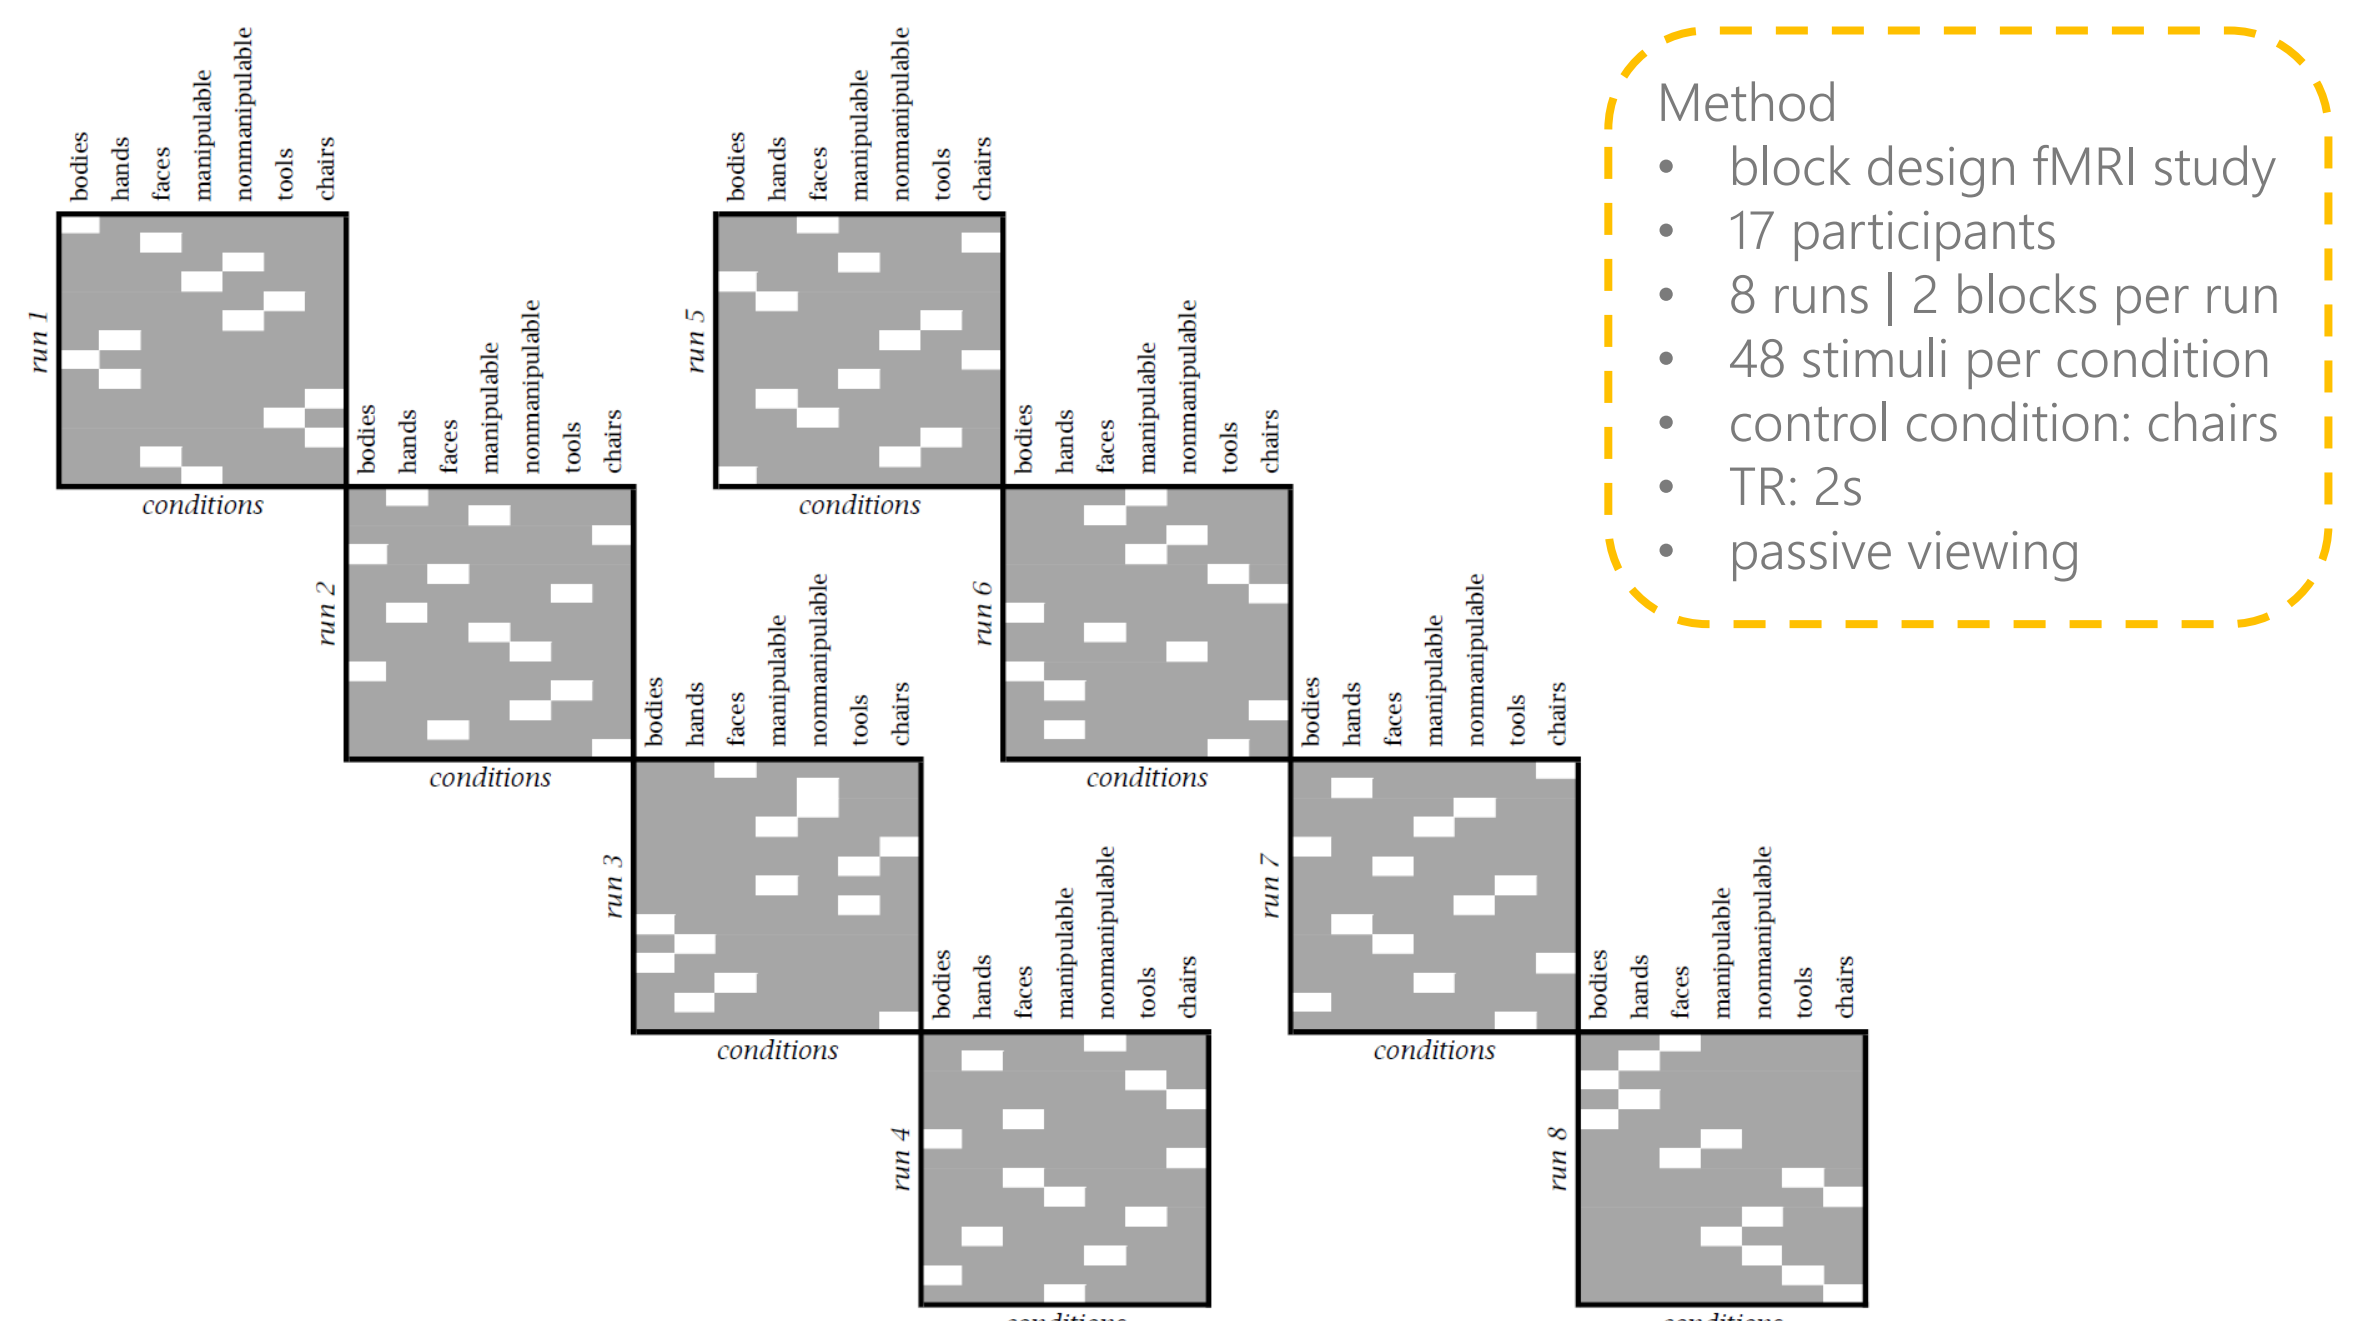 bodies
hands
faces
manipulable
nonmanipulable
tools
chairs
run 1
conditions
bodies
hands
faces
manipulable
nonmanipulable
tools
chairs
run 2
conditions
bodies
hands
faces
manipulable
nonmanipulable
tools
chairs
run 3
conditions
bodies
hands
faces
manipulable
nonmanipulable
tools
chairs
run 4
conditions
bodies
hands
faces
manipulable
nonmanipulable
tools
chairs
run 5
conditions
bodies
hands
faces
manipulable
nonmanipulable
tools
chairs
run 6
conditions
bodies
hands
faces
manipulable
nonmanipulable
tools
chairs
run 7
conditions
bodies
hands
faces
manipulable
nonmanipulable
tools
chairs
run 8
conditions
Method
• block design fMRI study
• 17 participants
• 8 runs | 2 blocks per run
• 48 stimuli per condition
• control condition: chairs
• TR: 2s
• passive viewing